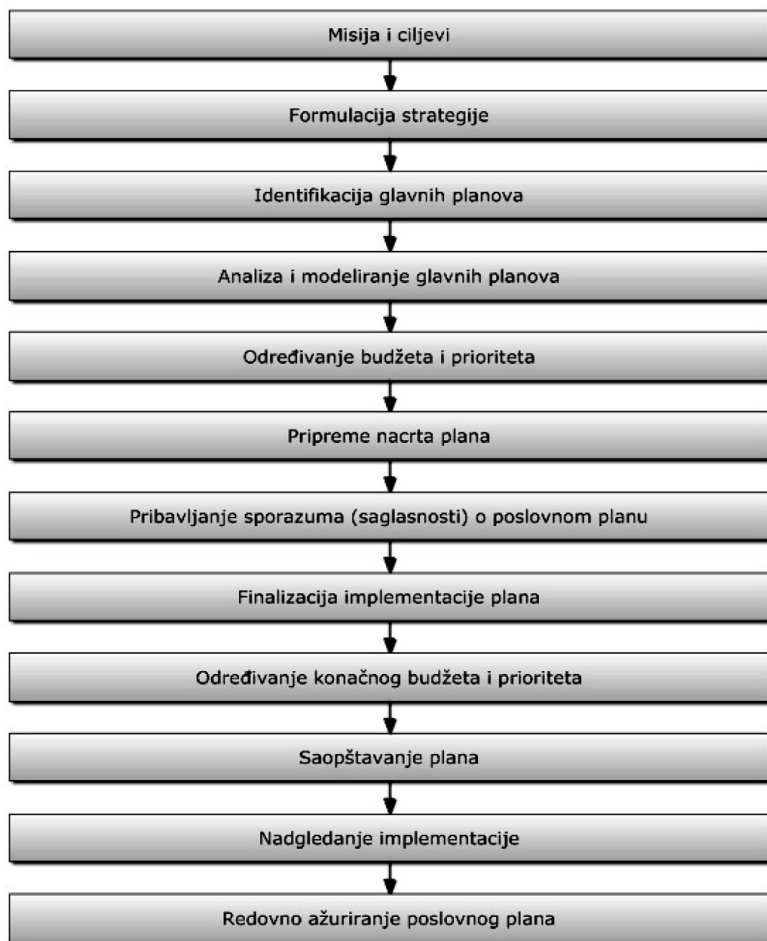 Misija i ciljevi
Formulacija strategije
Identifikacija glavnih planova
Analiza i modeliranje glavnih planova
Određivanje budžeta i prioriteta
Pripreme nacrta plana
Pribavljanje sporazuma (saglasnosti) o poslovnom planu
Finalizacija implementacije plana
Određivanje konačnog budžeta i prioriteta
Saopštavanje plana
Nadgledanje implementacije
Redovno ažuriranje poslovnog plana